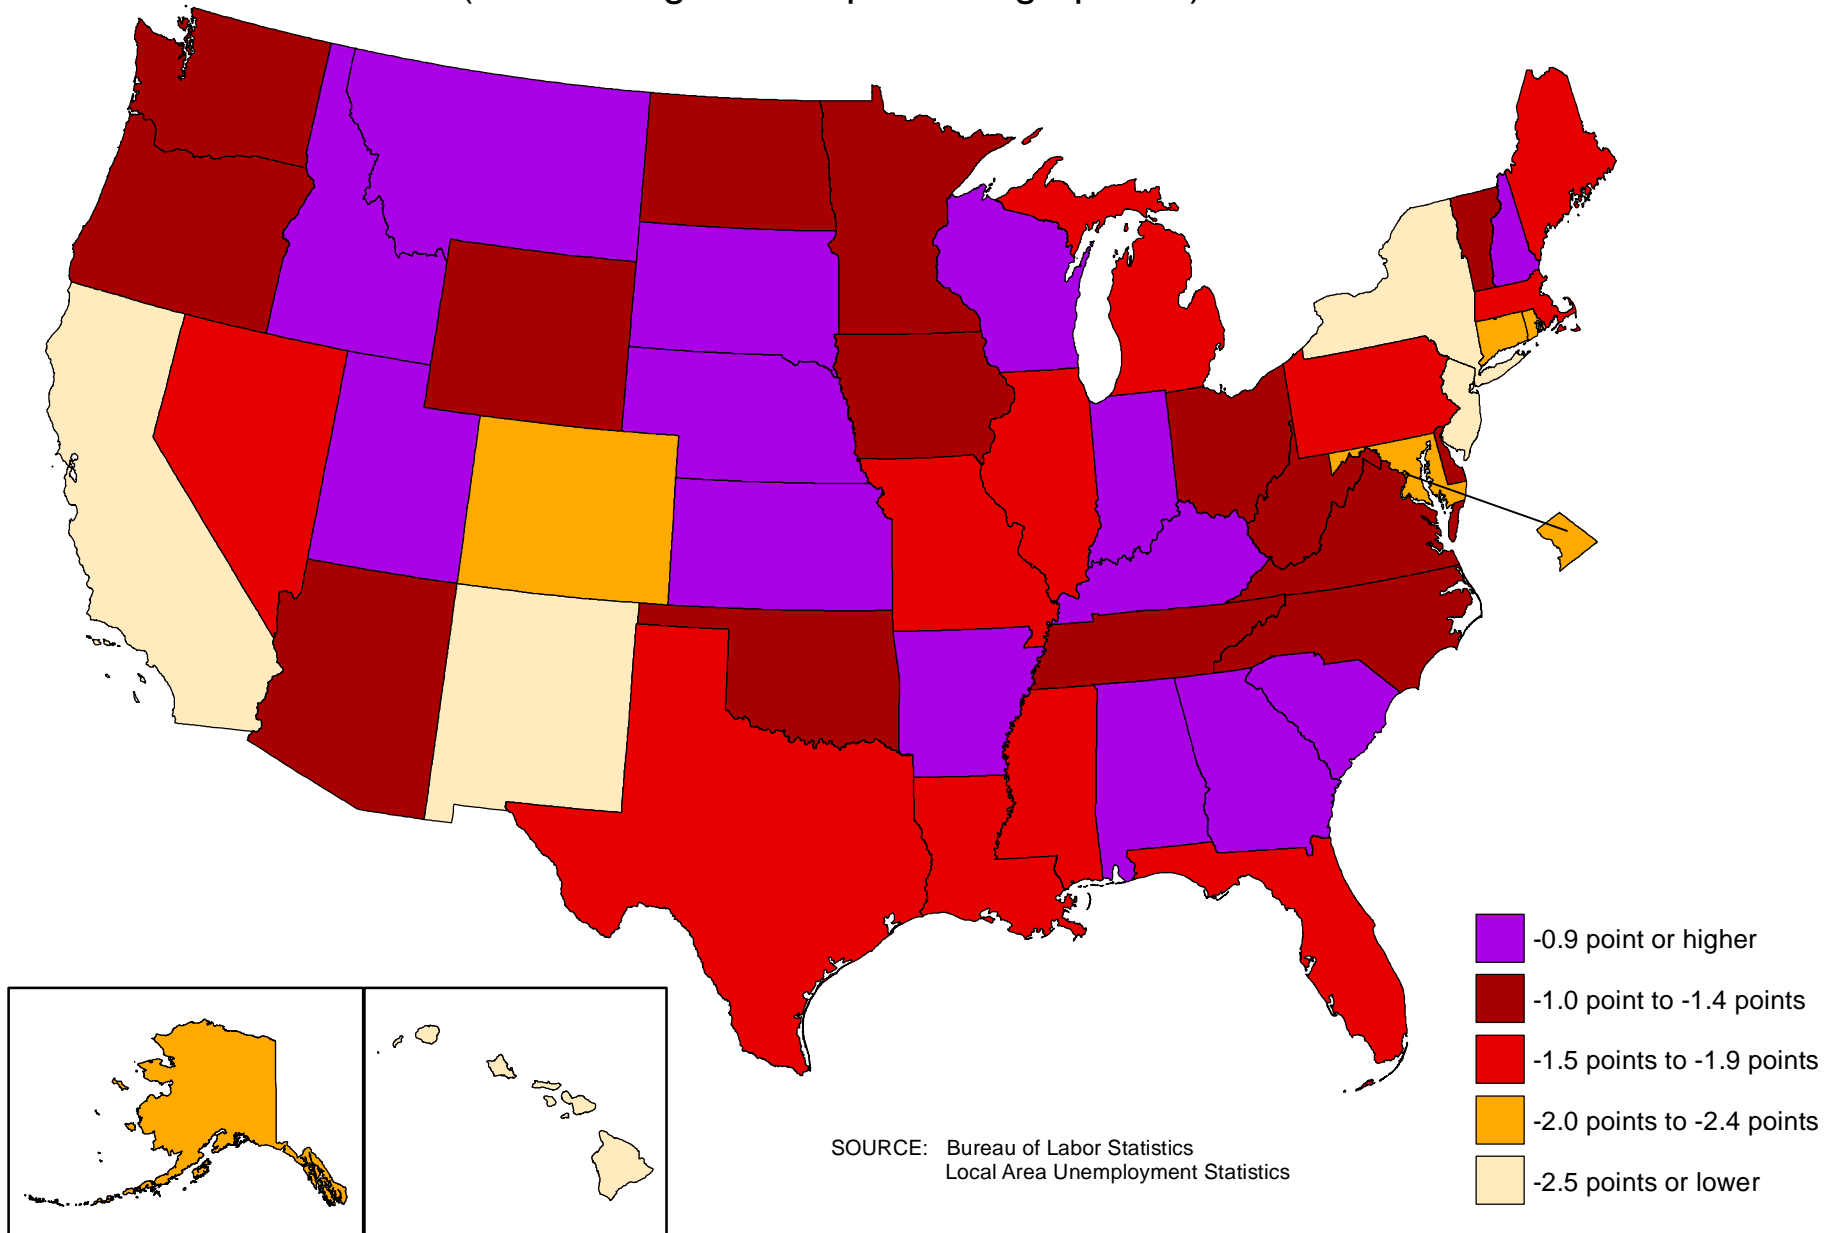 -0.9 point or higher
-1.0 point to -1.4 points
-1.5 points to -1.9 points
-2.0 points to -2.4 points
-2.5 points or lower
SOURCE: Bureau of Labor Statistics
Local Area Unemployment Statistics